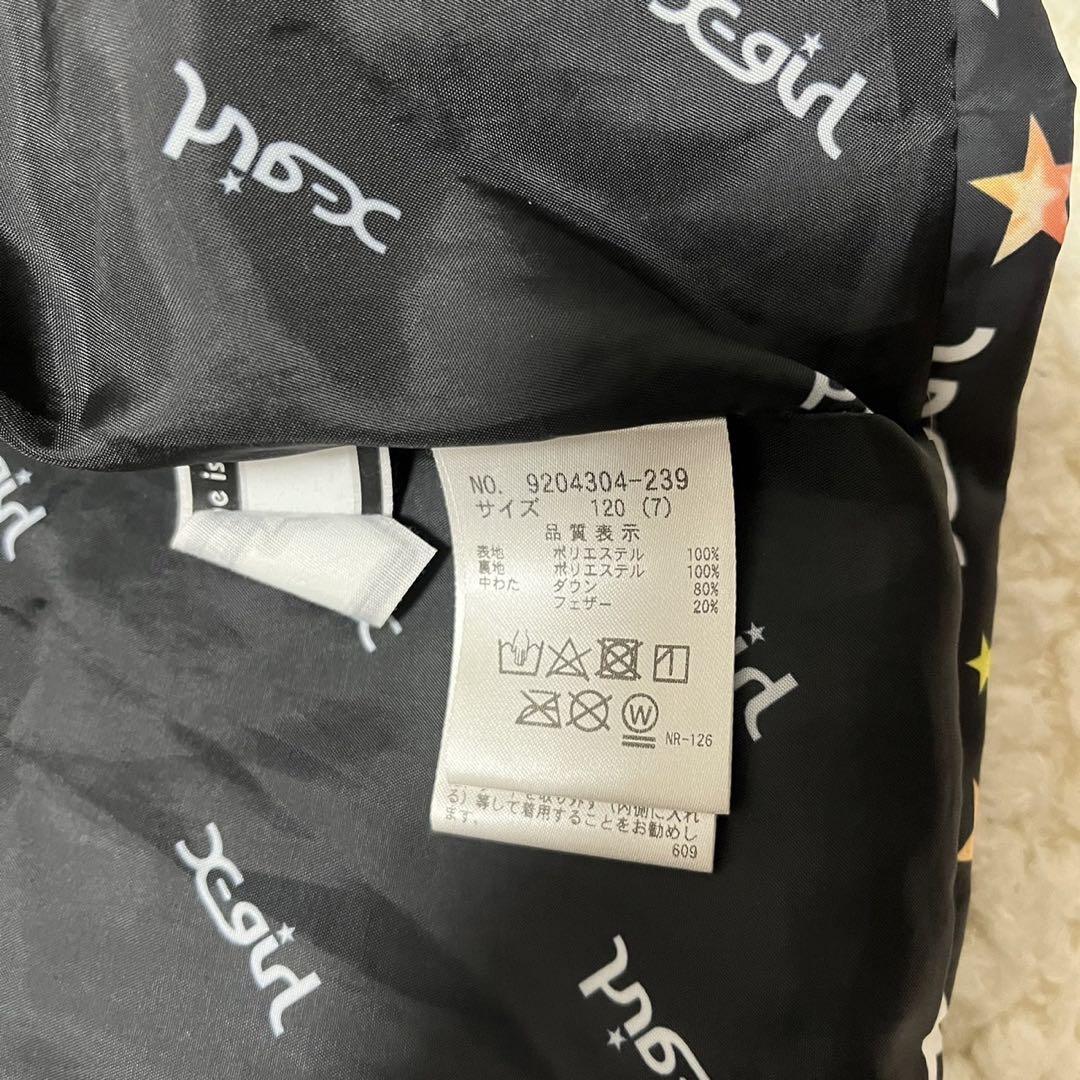 X-girl
X-girl
e is
NO. 9204304-239
サイズ 120 (7)
品質表示
表地 ポリエステル 100%
裏地 ポリエステル 100%
中わた ダウン 80%
フェザー 20%
W
NR-126
る)等して着用することをお勧めし
ます。
609
X-girl
X-girl